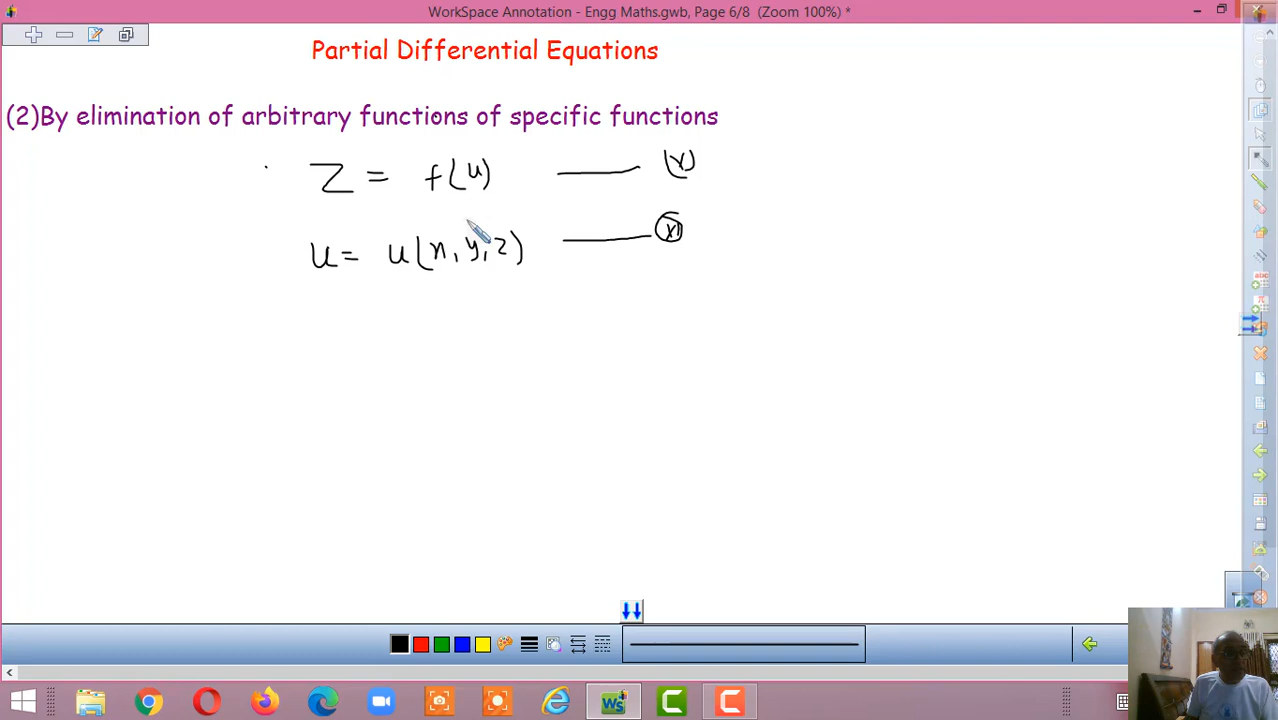 WorkSpace Annotation - Engg Maths.gwb, Page 6/8 (Zoom 100%) *
Partial Differential Equations
(2)By elimination of arbitrary functions of specific functions
Z = f(u) —— (x)
u = u(x, y, z) ——